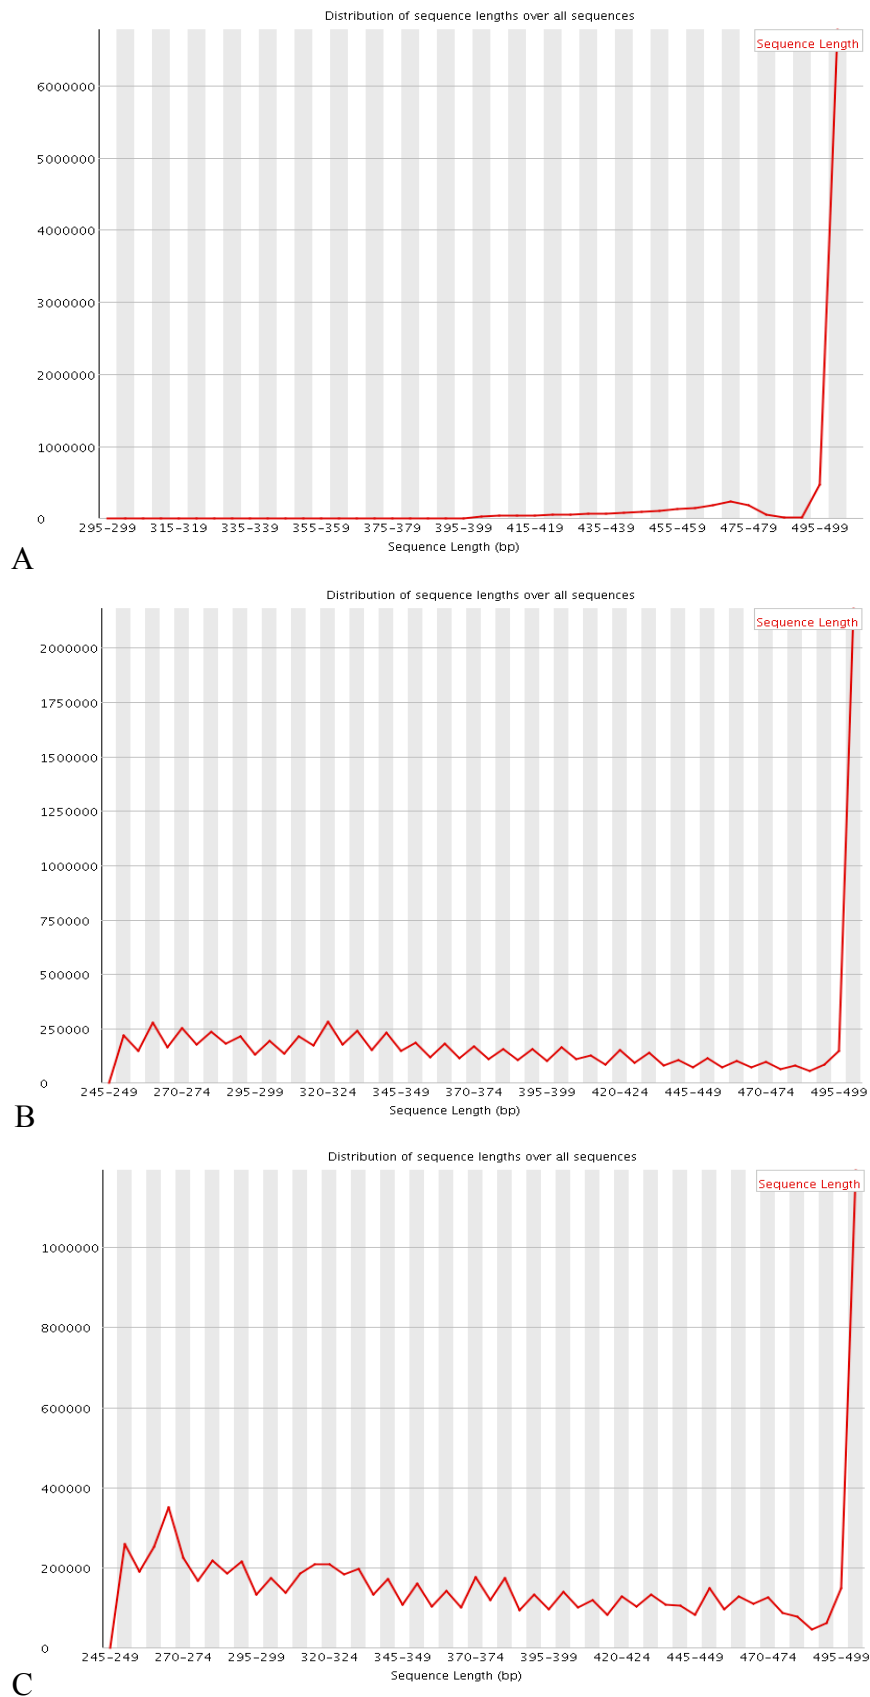 Distribution of sequence lengths over all sequences
Sequence Length
6000000
5000000
4000000
3000000
2000000
1000000
0
295-299 315-319 335-339 355-359 375-379 395-399 415-419 435-439 455-459 475-479 495-499
Sequence Length (bp)
A
Distribution of sequence lengths over all sequences
Sequence Length
2000000
1750000
1500000
1250000
1000000
750000
500000
250000
0
245-249 270-274 295-299 320-324 345-349 370-374 395-399 420-424 445-449 470-474 495-499
Sequence Length (bp)
B
Distribution of sequence lengths over all sequences
Sequence Length
1000000
800000
600000
400000
200000
0
245-249 270-274 295-299 320-324 345-349 370-374 395-399 420-424 445-449 470-474 495-499
Sequence Length (bp)
C